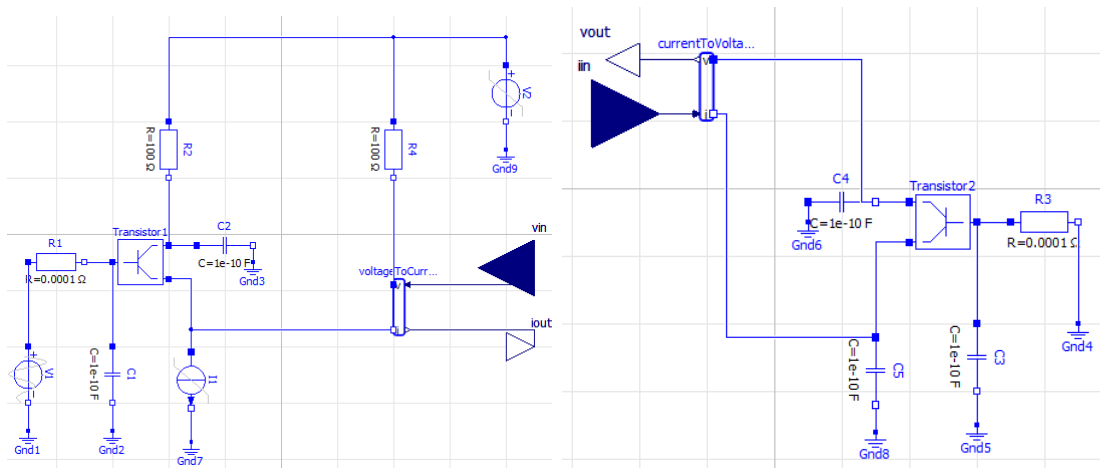 R=100 Ω
R2
R=100 Ω
R4
V2
Gnd9
Transistor1
C2
C=1e-10 F
Gnd3
R1
R=0.0001 Ω
vin
voltageToCurr...
v
i
iout
V1
C=1e-10 F
C1
I1
Gnd1
Gnd2
Gnd7
vout
currentToVolta...
iin
v
i
C4
C=1e-10 F
Gnd6
Transistor2
R3
R=0.0001 Ω
Gnd4
C=1e-10 F
C5
C=1e-10 F
C3
Gnd8
Gnd5